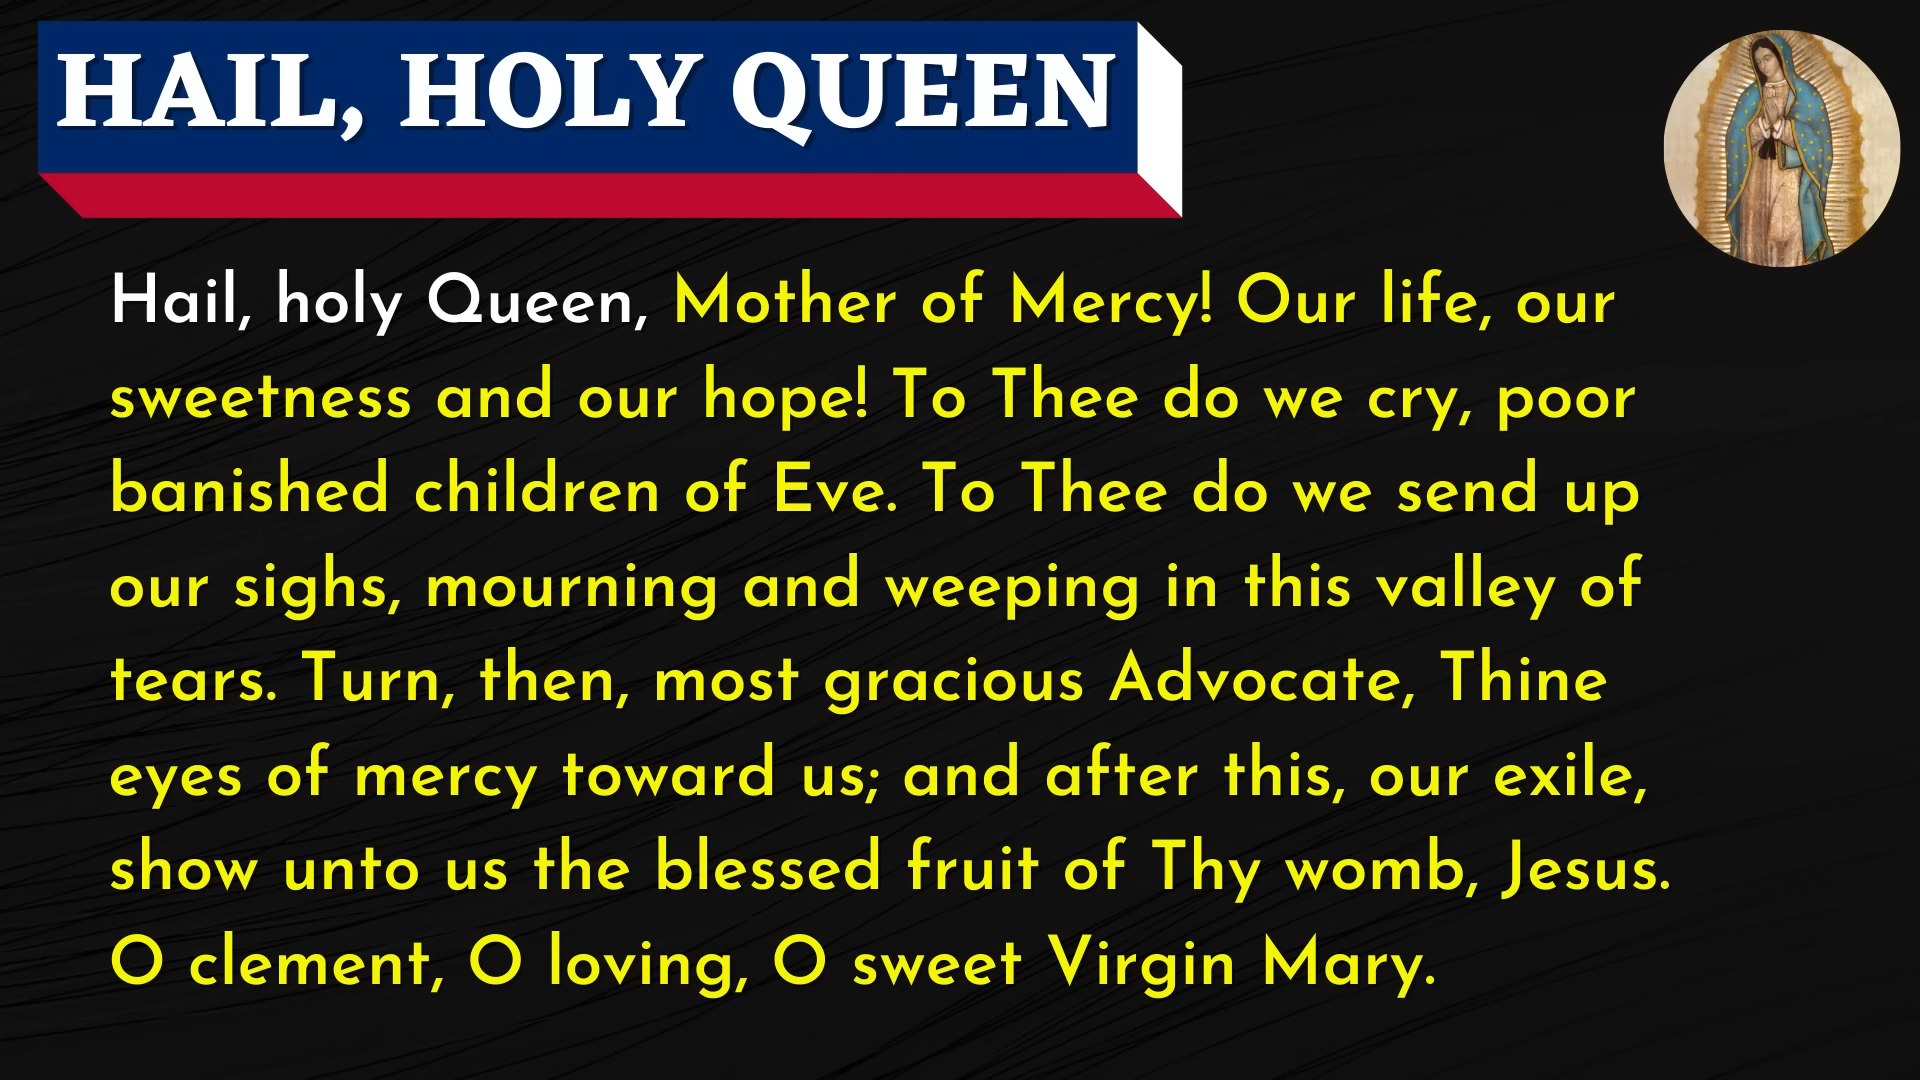 HAIL, HOLY QUEEN
Hail, holy Queen, Mother of Mercy! Our life, our
sweetness and our hope! To Thee do we cry, poor
banished children of Eve. To Thee do we send up
our sighs, mourning and weeping in this valley of
tears. Turn, then, most gracious Advocate, Thine
eyes of mercy toward us; and after this, our exile,
show unto us the blessed fruit of Thy womb, Jesus.
O clement, O loving, O sweet Virgin Mary.